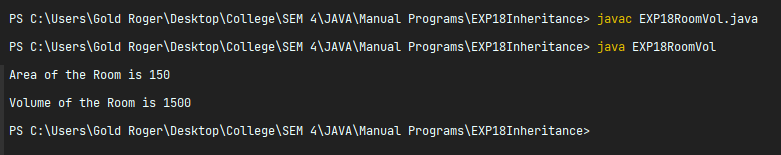 PS C:\Users\Gold Roger\Desktop\College\SEM 4\JAVA\Manual Programs\EXP18Inheritance> javac EXP18RoomVol.java
PS C:\Users\Gold Roger\Desktop\College\SEM 4\JAVA\Manual Programs\EXP18Inheritance> java EXP18RoomVol
Area of the Room is 150
Volume of the Room is 1500
PS C:\Users\Gold Roger\Desktop\College\SEM 4\JAVA\Manual Programs\EXP18Inheritance>